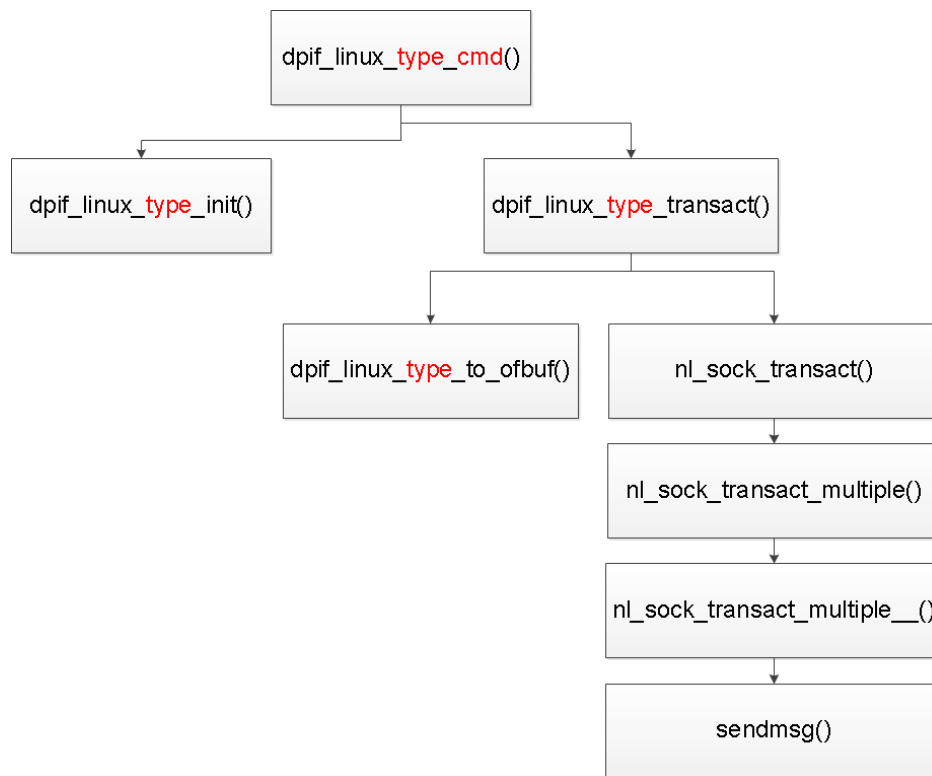 dpif_linux_type_cmd()
dpif_linux_type_init()
dpif_linux_type_transact()
dpif_linux_type_to_ofbuf()
nl_sock_transact()
nl_sock_transact_multiple()
nl_sock_transact_multiple__()
sendmsg()